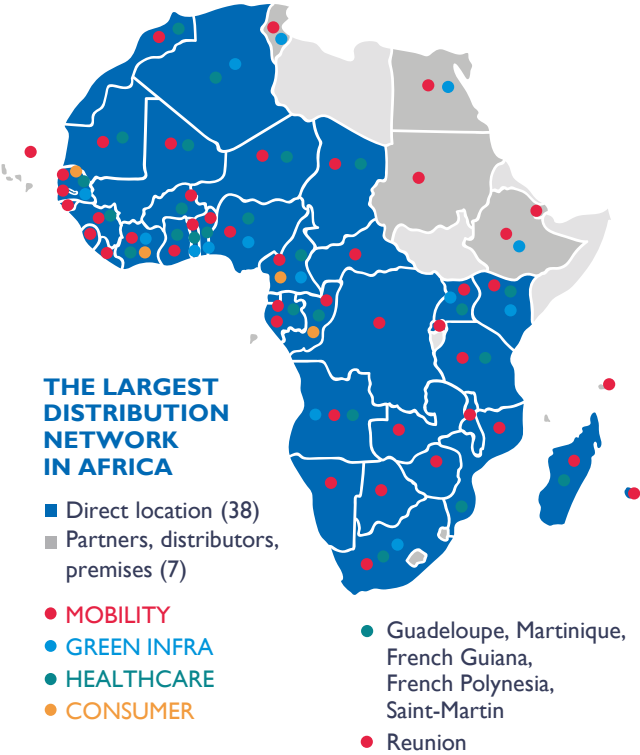 THE LARGEST
DISTRIBUTION
NETWORK
IN AFRICA
Direct location (38)
Partners, distributors,
premises (7)
MOBILITY
GREEN INFRA
HEALTHCARE
CONSUMER
Guadeloupe, Martinique,
French Guiana,
French Polynesia,
Saint-Martin
Reunion